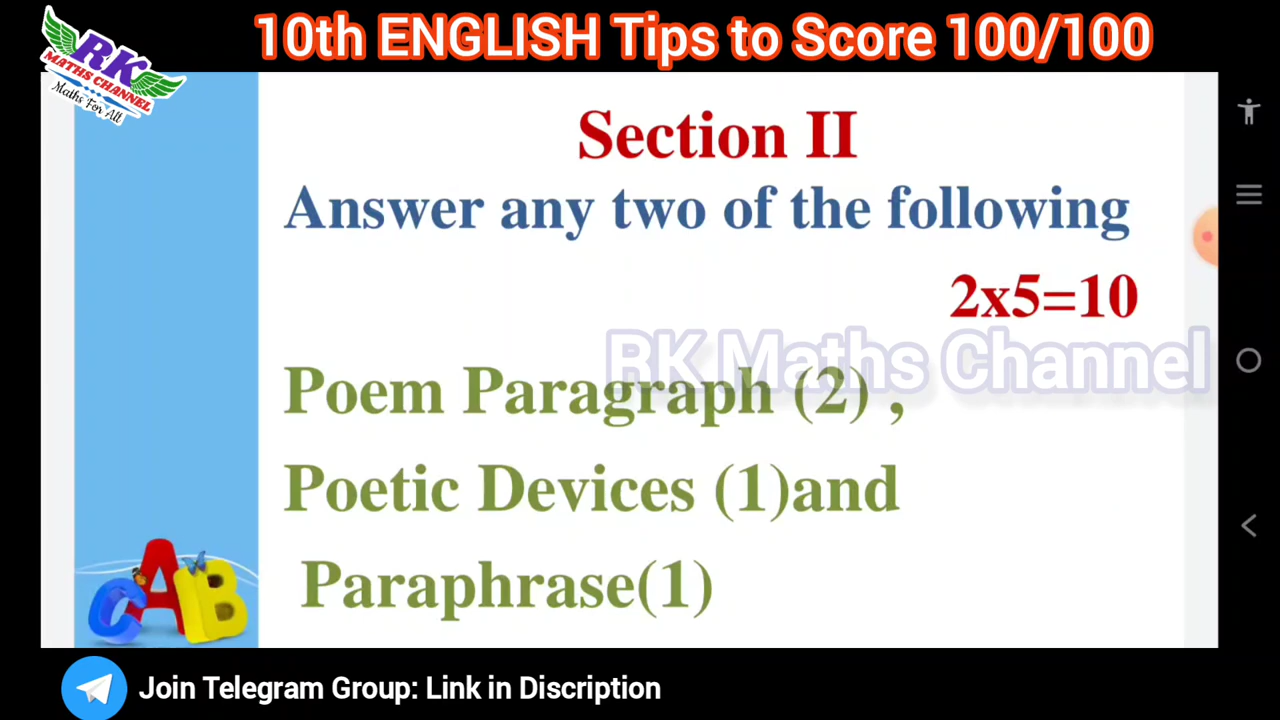 10th ENGLISH Tips to Score 100/100
RK
MATHS CHANNEL
Maths For All
Section II
Answer any two of the following
2x5=10
RK Maths Channel
Poem Paragraph (2) ,
Poetic Devices (1)and
Paraphrase(1)
C A B
Join Telegram Group: Link in Discription